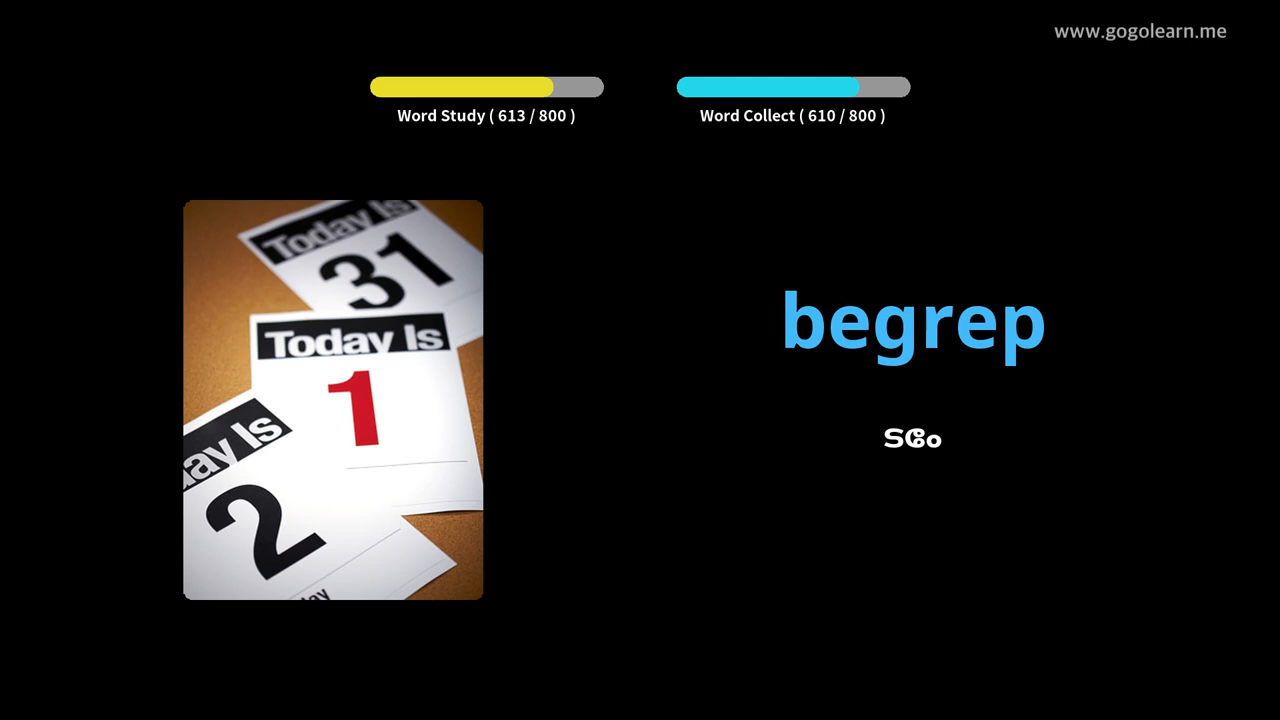 www.gogolearn.me
Word Study ( 613 / 800 )
Word Collect ( 610 / 800 )
Today Is
31
Today Is
1
ay Is
2
day
begrep
ടേം